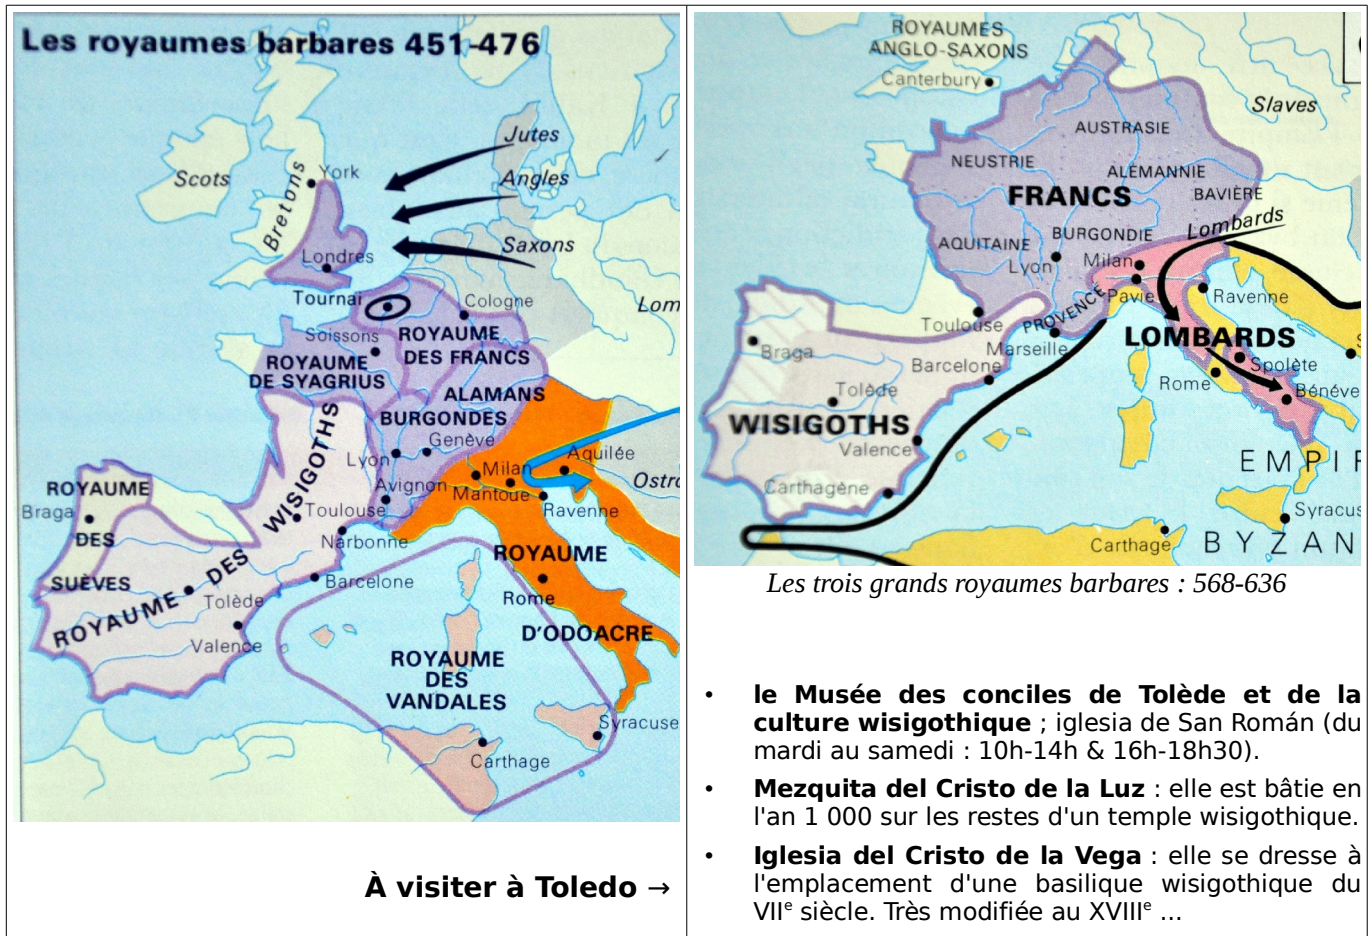 Les royaumes barbares 451-476
Jutes
Scots
York
Angles
Bretons
Saxons
Londres
Tournai
Cologne
Lom
Soissons
ROYAUME
DES FRANCS
ROYAUME
DE SYAGRIUS
ALAMANS
BURGONDES
Genève
Lyon
Aquilée
Milan
ROYAUME
Avignon
Mantoue
Ostro
WISIGOTHS
Braga
Toulouse
Ravenne
DES
Narbonne
ROYAUME
DES
SUÈVES
Barcelone
ROYAUME
Tolède
Rome
D'ODOACRE
Valence
ROYAUME
DES
VANDALES
Syracuse
Carthage
À visiter à Toledo →
ROYAUMES
ANGLO-SAXONS
Canterbury
Slaves
AUSTRASIE
NEUSTRIE
ALÉMANNIE
FRANCS
BAVIÈRE
Lombards
BURGONDIE
AQUITAINE
Lyon
Milan
PROVENCE
Pavie
Ravenne
Toulouse
LOMBARDS
Braga
Marseille
Barcelone
Spolète
Rome
Tolède
Bénéve
WISIGOTHS
Valence
EMPIR
Carthagène
Syracus
Carthage
BYZAN
Les trois grands royaumes barbares : 568-636
• le Musée des conciles de Tolède et de la
culture wisigothique ; iglesia de San Román (du
mardi au samedi : 10h-14h & 16h-18h30).
• Mezquita del Cristo de la Luz : elle est bâtie en
l'an 1 000 sur les restes d'un temple wisigothique.
• Iglesia del Cristo de la Vega : elle se dresse à
l'emplacement d'une basilique wisigothique du
VIIe siècle. Très modifiée au XVIIIe ...